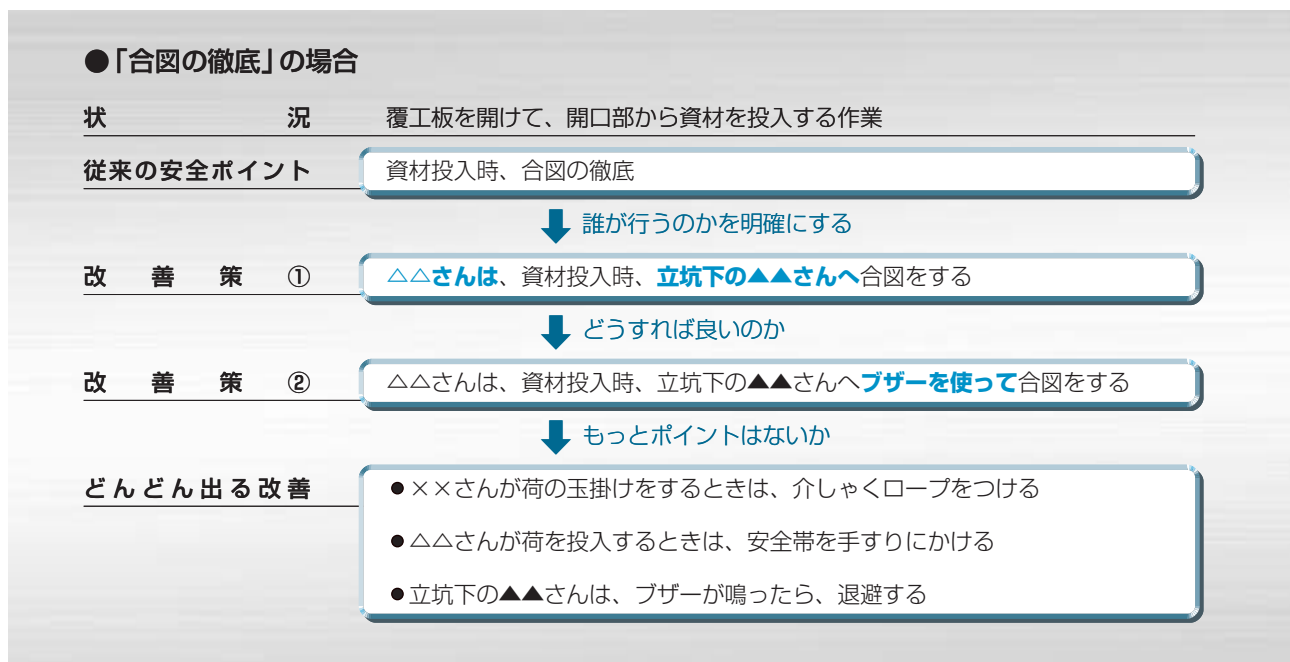 ●「合図の徹底」の場合
状況 覆工板を開けて、開口部から資材を投入する作業
従来の安全ポイント 資材投入時、合図の徹底
誰が行うのかを明確にする
改善策① △△さんは、資材投入時、立坑下の▲▲さんへ合図をする
どうすれば良いのか
改善策② △△さんは、資材投入時、立坑下の▲▲さんへブザーを使って合図をする
もっとポイントはないか
どんどん出る改善 ●××さんが荷の玉掛けをするときは、介しゃくロープをつける
●△△さんが荷を投入するときは、安全帯を手すりにかける
●立坑下の▲▲さんは、ブザーが鳴ったら、退避する